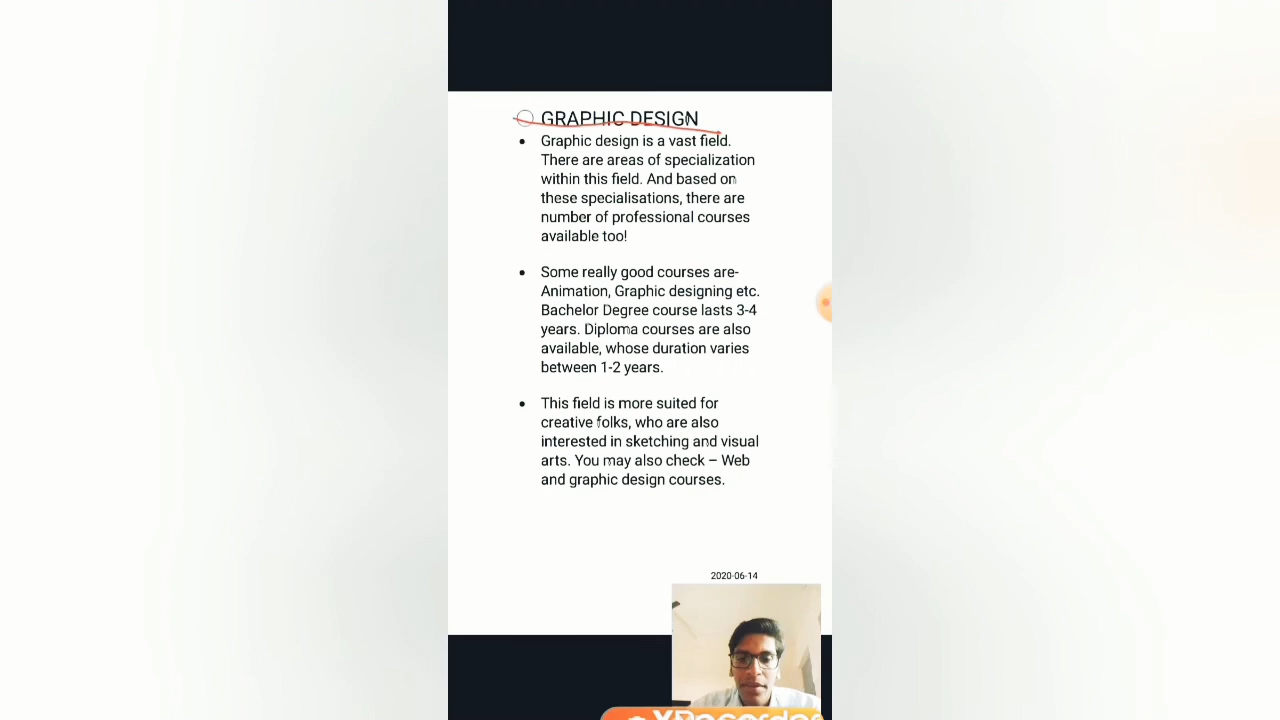 GRAPHIC DESIGN
• Graphic design is a vast field.
There are areas of specialization
within this field. And based on
these specialisations, there are
number of professional courses
available too!
• Some really good courses are-
Animation, Graphic designing etc.
Bachelor Degree course lasts 3-4
years. Diploma courses are also
available, whose duration varies
between 1-2 years.
• This field is more suited for
creative folks, who are also
interested in sketching and visual
arts. You may also check – Web
and graphic design courses.
2020-06-14
XRecorder